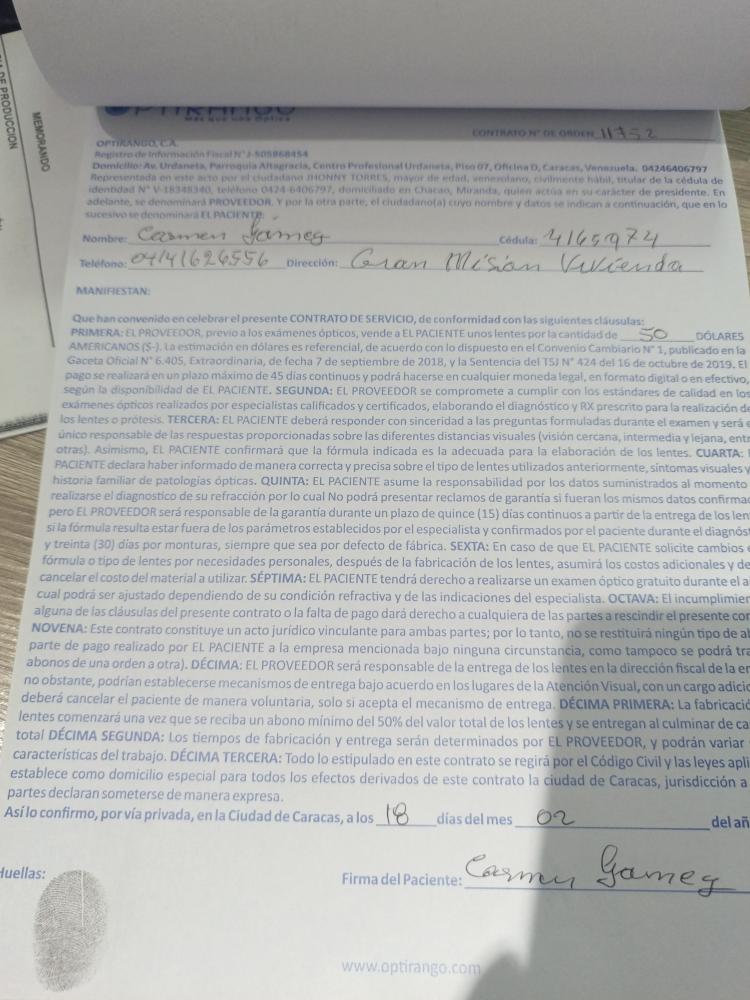 A DE PRODUCCION
MEMORANDO
OPTIRANGO
Más que una Óptica
CONTRATO N° DE ORDEN 11752
OPTIRANGO, C.A.
Registro de Información Fiscal N° J-505868454
Domicilio: Av. Urdaneta, Parroquia Altagracia, Centro Profesional Urdaneta, Piso 07, Oficina D, Caracas, Venezuela. 04246406797
Representada en este acto por el ciudadano JHONNY TORRES, mayor de edad, venezolano, civilmente hábil, titular de la cédula de
identidad N° V-18348340, teléfono 0424-6406797, domiciliado en Chacao, Miranda, quien actúa en su carácter de presidente. En
adelante, se denominará PROVEEDOR. Y por la otra parte, el ciudadano(a) cuyo nombre y datos se indican a continuación, que en lo
sucesivo se denominará EL PACIENTE:
Nombre: Carmen Gámez Cédula: 4165974
Teléfono: 04141626556 Dirección: Gran Misión Vivienda
MANIFIESTAN:
Que han convenido en celebrar el presente CONTRATO DE SERVICIO, de conformidad con las siguientes cláusulas:
PRIMERA: EL PROVEEDOR, previo a los exámenes ópticos, vende a EL PACIENTE unos lentes por la cantidad de 50 DÓLARES
AMERICANOS ($-). La estimación en dólares es referencial, de acuerdo con lo dispuesto en el Convenio Cambiario N° 1, publicado en la
Gaceta Oficial N° 6.405, Extraordinaria, de fecha 7 de septiembre de 2018, y la Sentencia del TSJ N° 424 del 16 de octubre de 2019. El
pago se realizará en un plazo máximo de 45 días continuos y podrá hacerse en cualquier moneda legal, en formato digital o en efectivo,
según la disponibilidad de EL PACIENTE. SEGUNDA: EL PROVEEDOR se compromete a cumplir con los estándares de calidad en los
exámenes ópticos realizados por especialistas calificados y certificados, elaborando el diagnóstico y RX prescrito para la realización de
los lentes o prótesis. TERCERA: EL PACIENTE deberá responder con sinceridad a las preguntas formuladas durante el examen y será e
único responsable de las respuestas proporcionadas sobre las diferentes distancias visuales (visión cercana, intermedia y lejana, entr
otras). Asimismo, EL PACIENTE confirmará que la fórmula indicada es la adecuada para la elaboración de los lentes. CUARTA: E
PACIENTE declara haber informado de manera correcta y precisa sobre el tipo de lentes utilizados anteriormente, síntomas visuales y
historia familiar de patologías ópticas. QUINTA: EL PACIENTE asume la responsabilidad por los datos suministrados al momento
realizarse el diagnostico de su refracción por lo cual No podrá presentar reclamos de garantía si fueran los mismos datos confirmad
pero EL PROVEEDOR será responsable de la garantía durante un plazo de quince (15) días continuos a partir de la entrega de los len
si la fórmula resulta estar fuera de los parámetros establecidos por el especialista y confirmados por el paciente durante el diagnóst
y treinta (30) días por monturas, siempre que sea por defecto de fábrica. SEXTA: En caso de que EL PACIENTE solicite cambios e
fórmula o tipo de lentes por necesidades personales, después de la fabricación de los lentes, asumirá los costos adicionales y de
cancelar el costo del material a utilizar. SÉPTIMA: EL PACIENTE tendrá derecho a realizarse un examen óptico gratuito durante el a
cual podrá ser ajustado dependiendo de su condición refractiva y de las indicaciones del especialista. OCTAVA: El incumplimien
alguna de las cláusulas del presente contrato o la falta de pago dará derecho a cualquiera de las partes a rescindir el presente con
NOVENA: Este contrato constituye un acto jurídico vinculante para ambas partes; por lo tanto, no se restituirá ningún tipo de ab
parte de pago realizado por EL PACIENTE a la empresa mencionada bajo ninguna circunstancia, como tampoco se podrá tra
abonos de una orden a otra). DÉCIMA: EL PROVEEDOR será responsable de la entrega de los lentes en la dirección fiscal de la em
no obstante, podrían establecerse mecanismos de entrega bajo acuerdo en los lugares de la Atención Visual, con un cargo adicio
deberá cancelar el paciente de manera voluntaria, solo si acepta el mecanismo de entrega. DÉCIMA PRIMERA: La fabricació
lentes comenzará una vez que se reciba un abono mínimo del 50% del valor total de los lentes y se entregan al culminar de ca
total DÉCIMA SEGUNDA: Los tiempos de fabricación y entrega serán determinados por EL PROVEEDOR, y podrán variar
características del trabajo. DÉCIMA TERCERA: Todo lo estipulado en este contrato se regirá por el Código Civil y las leyes apli
establece como domicilio especial para todos los efectos derivados de este contrato la ciudad de Caracas, jurisdicción a
partes declaran someterse de manera expresa.
Así lo confirmo, por vía privada, en la Ciudad de Caracas, a los 18 días del mes 02 del añ
Huellas:
Firma del Paciente: Carmen Gamez
www.optirango.com